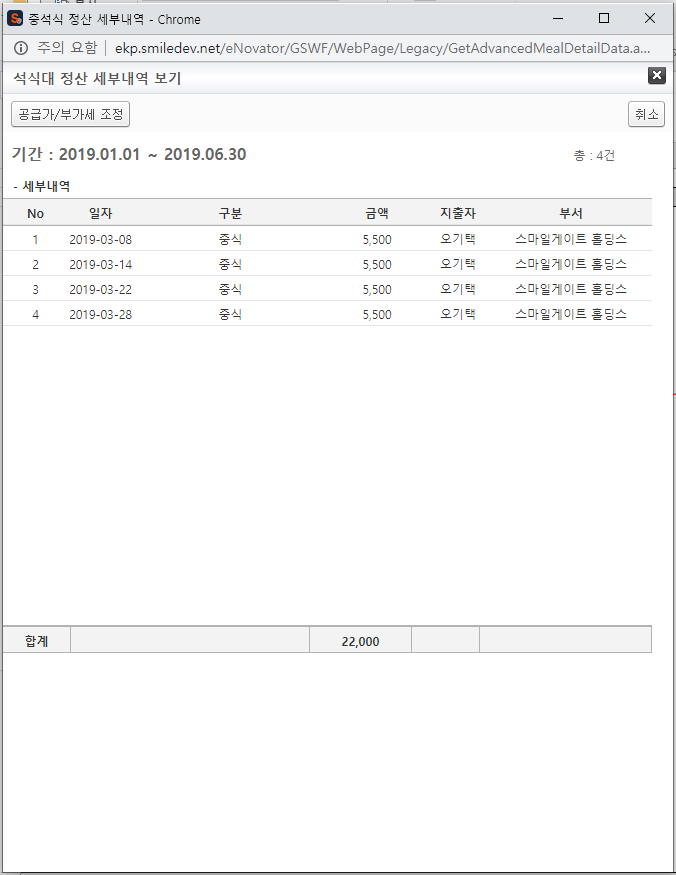 중석식 정산 세부내역 - Chrome
주의 요함 ekp.smiledev.net/eNovator/GSWF/WebPage/Legacy/GetAdvancedMealDetailData.a...
석식대 정산 세부내역 보기
공급가/부가세 조정 취소
기간 : 2019.01.01 ~ 2019.06.30 총 : 4건
- 세부내역
No 일자 구분 금액 지출자 부서
1 2019-03-08 중식 5,500 오기택 스마일게이트 홀딩스
2 2019-03-14 중식 5,500 오기택 스마일게이트 홀딩스
3 2019-03-22 중식 5,500 오기택 스마일게이트 홀딩스
4 2019-03-28 중식 5,500 오기택 스마일게이트 홀딩스
합계 22,000